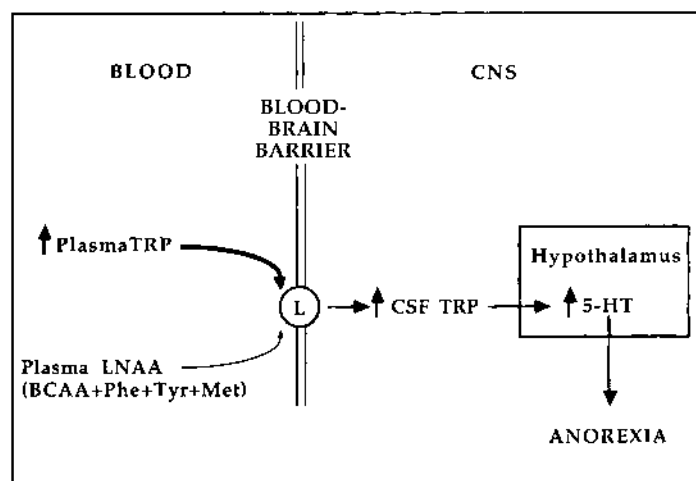 BLOOD
CNS
BLOOD-
BRAIN
BARRIER
PlasmaTRP
L
CSF TRP
Hypothalamus
5-HT
Plasma LNAA
(BCAA+Phe+Tyr+Met)
ANOREXIA